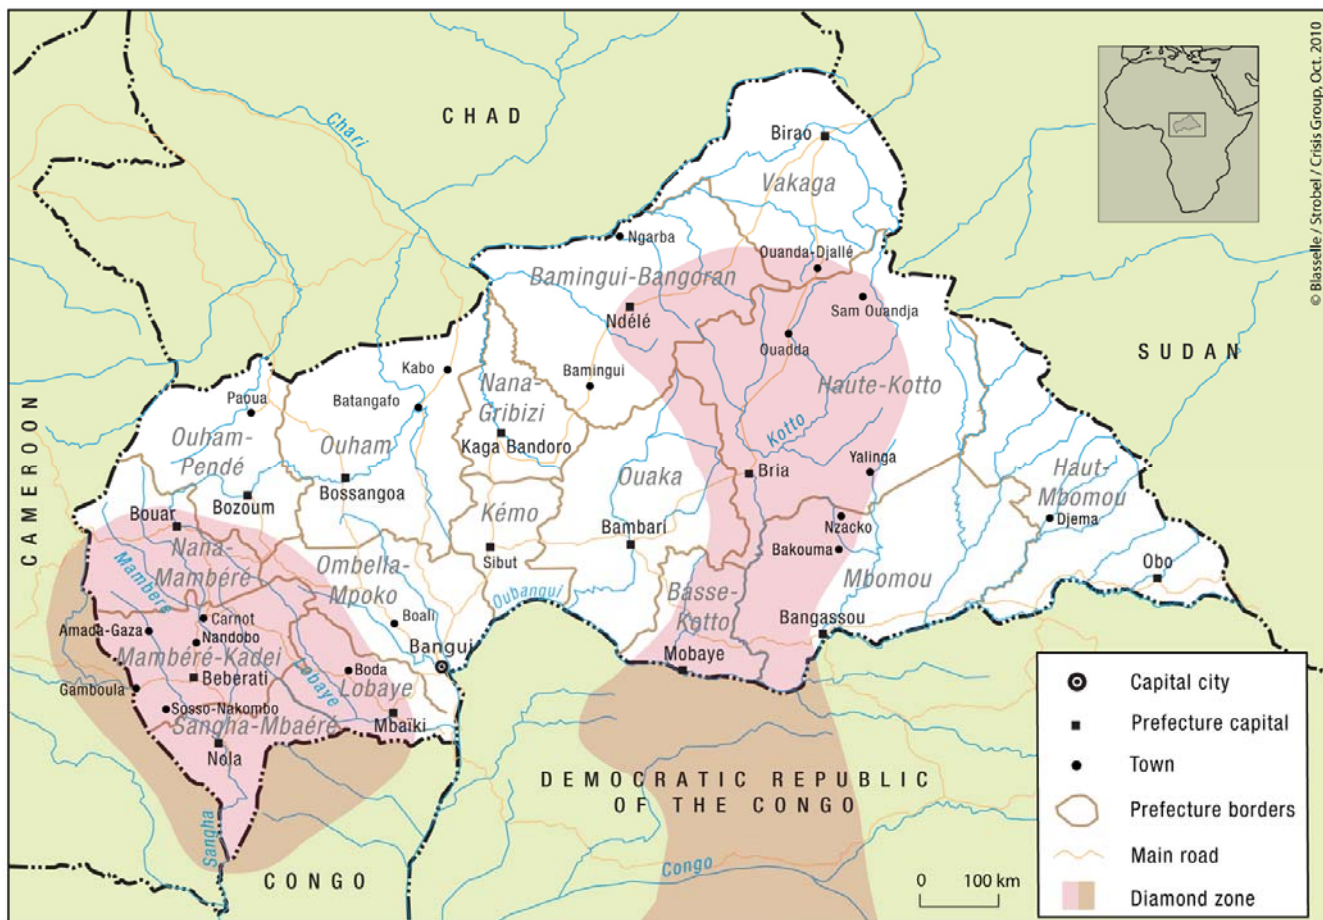 © Blasselle / Strobel / Crisis Group, Oct. 2010
CHAD
Chari
Birao
Vakaga
Ngarba
Ouanda-Djallé
Bamingui-Bangoran
Ndélé
Sam Ouandja
Ouadda
SUDAN
Kabo
Nana-
Gribizi
Bamingui
Haute-Kotto
Paoua
Batangafo
CAMEROON
Ouham-
Pendé
Ouham
Kaga Bandoro
Kotto
Bria
Yalinga
Ouaka
Haut-
Mbomou
Bossangoa
Bozoum
Bouar
Kémo
Bambari
Nzacko
Djema
Nana-
Mambéré
Mambéré
Ombella-
Mpoko
Sibut
Bakouma
Mbomou
Obo
Oubangui
Basse-
Kotto
Carnot
Boali
Amada-Gaza
Nandobo
Bangui
Bangassou
Mambéré-Kadei
Boda
Mobaye
Beberati
Lobaye
Lobaye
Gamboula
Sosso-Nakombo
Sangha-Mbaéré
Mbaïki
Nola
DEMOCRATIC REPUBLIC
OF THE CONGO
Sangha
CONGO
Congo
0 100 km
Capital city
Prefecture capital
Town
Prefecture borders
Main road
Diamond zone